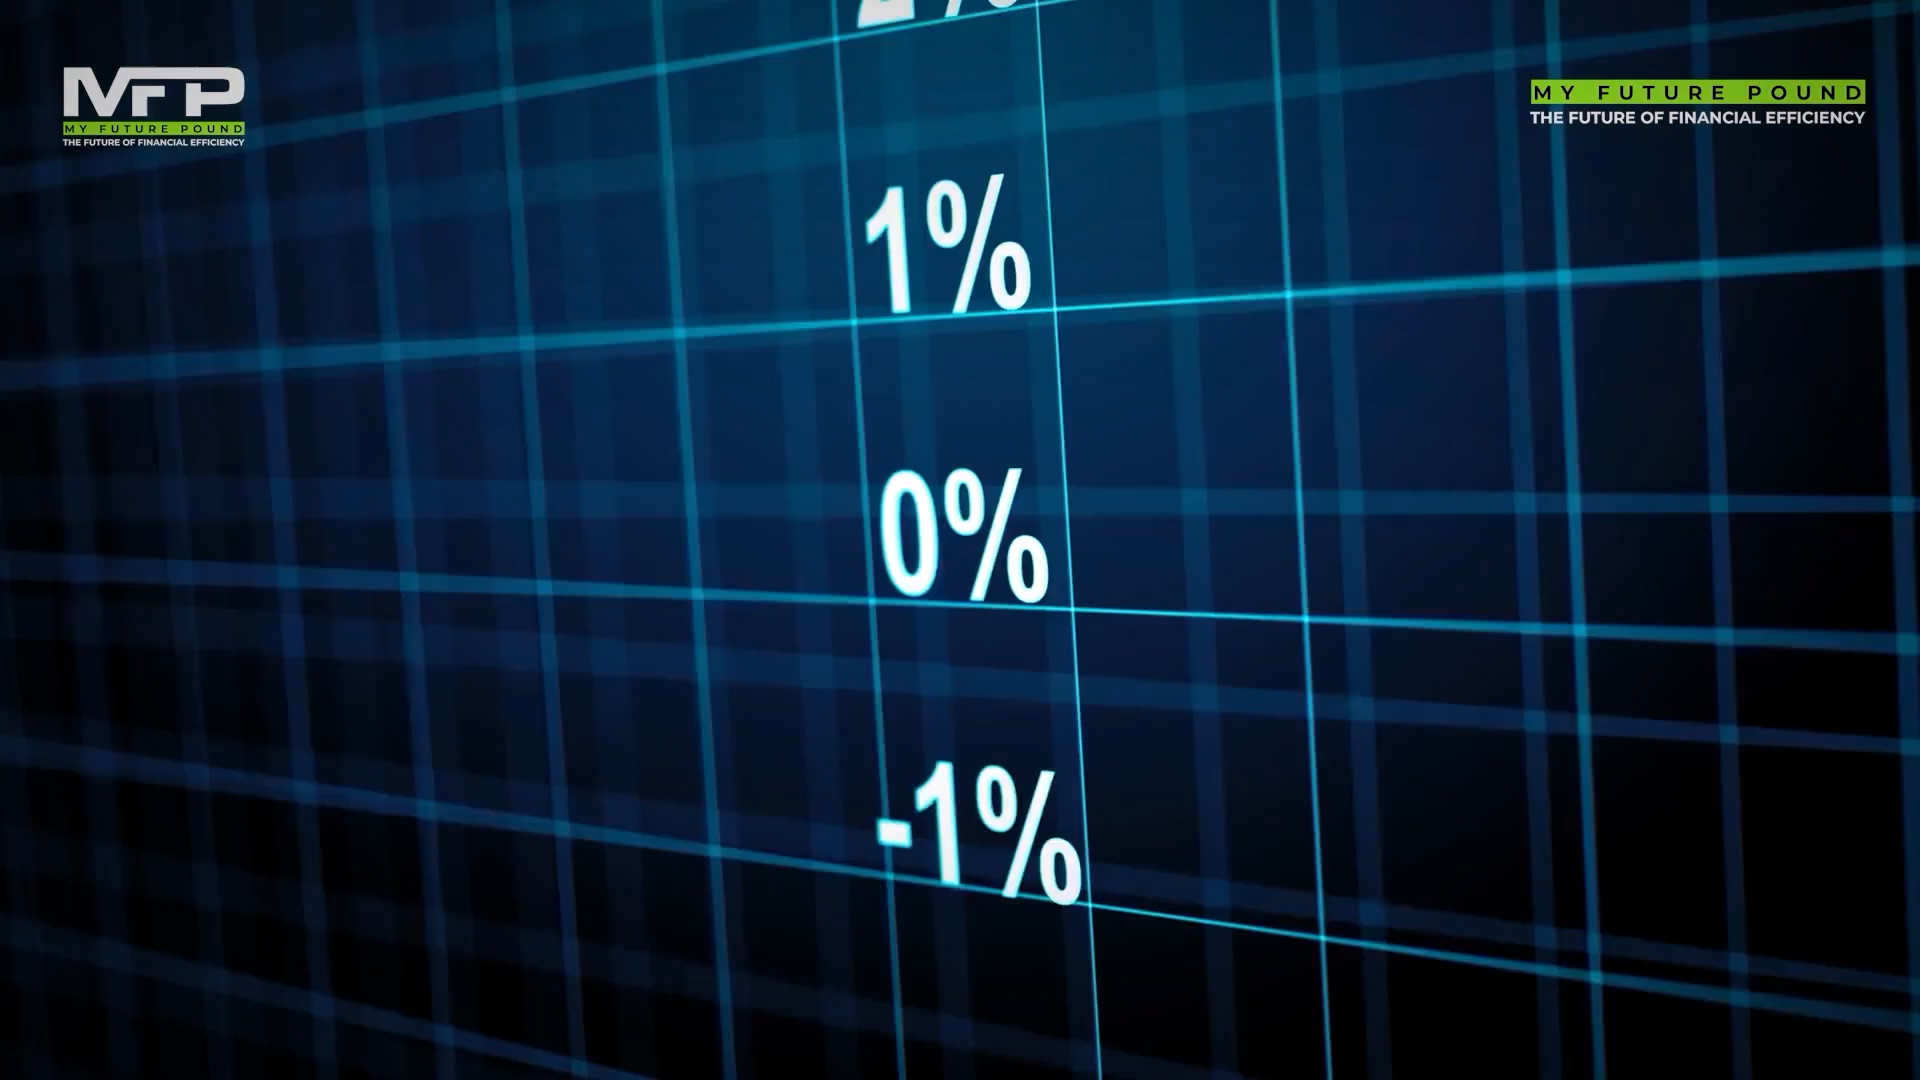 MFP
MY FUTURE POUND
THE FUTURE OF FINANCIAL EFFICIENCY
MY FUTURE POUND
THE FUTURE OF FINANCIAL EFFICIENCY
1%
0%
-1%